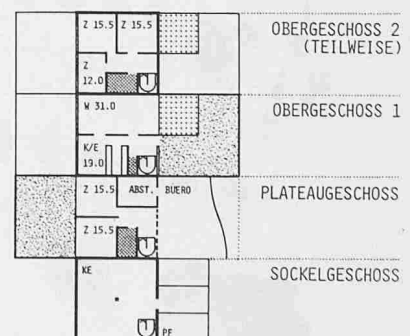 Z 15.5 Z 15.5
OBERGESCHOSS 2
(TEILWEISE)
Z
12.0
W 31.0
OBERGESCHOSS 1
K/E
19.0
Z 15.5 ABST. BUERO
PLATEAUGESCHOSS
Z 15.5
KE
SOCKELGESCHOSS
PF